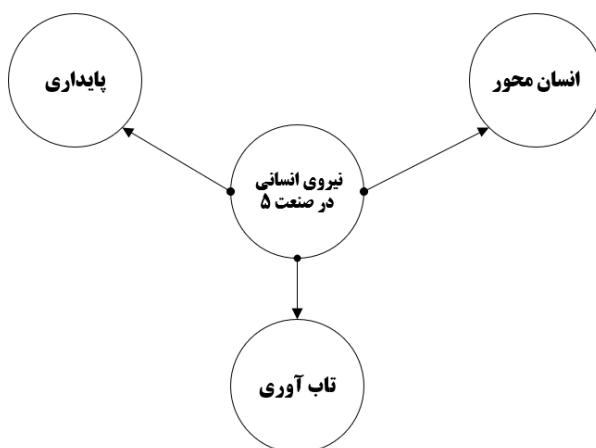 انسان محور
پایداری
نیروی انسانی
در صنعت ۵
تاب آوری